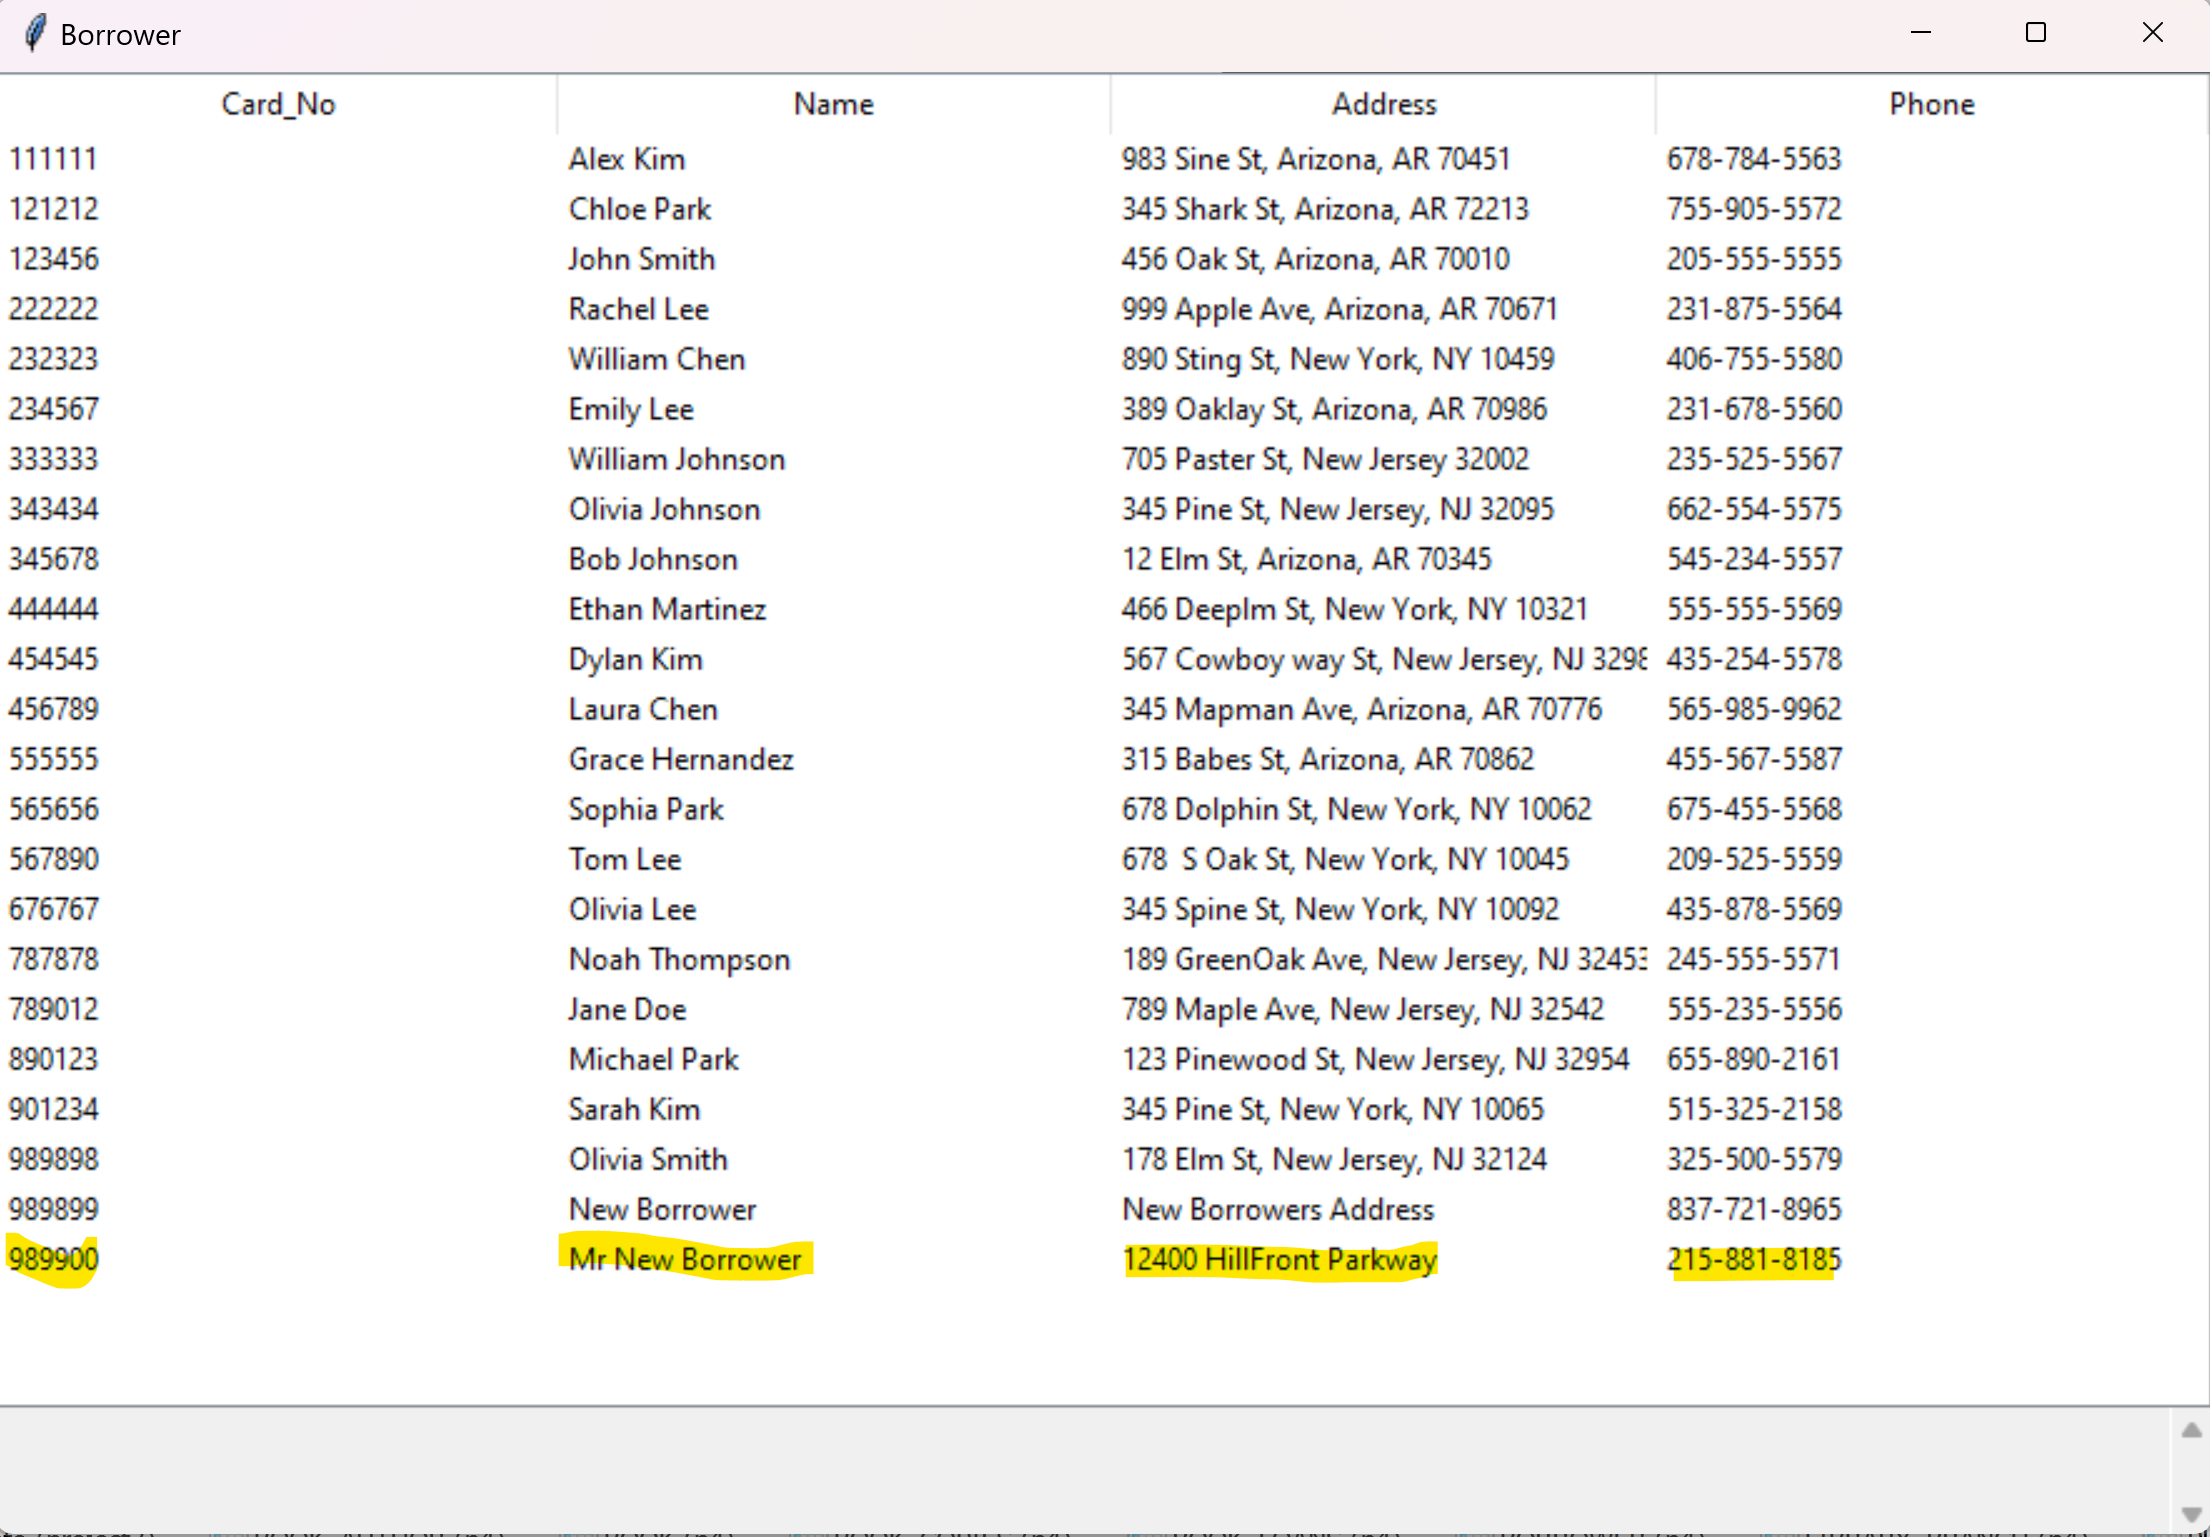 Borrower
Card_No Name Address Phone
111111 Alex Kim 983 Sine St, Arizona, AR 70451 678-784-5563
121212 Chloe Park 345 Shark St, Arizona, AR 72213 755-905-5572
123456 John Smith 456 Oak St, Arizona, AR 70010 205-555-5555
222222 Rachel Lee 999 Apple Ave, Arizona, AR 70671 231-875-5564
232323 William Chen 890 Sting St, New York, NY 10459 406-755-5580
234567 Emily Lee 389 Oaklay St, Arizona, AR 70986 231-678-5560
333333 William Johnson 705 Paster St, New Jersey 32002 235-525-5567
343434 Olivia Johnson 345 Pine St, New Jersey, NJ 32095 662-554-5575
345678 Bob Johnson 12 Elm St, Arizona, AR 70345 545-234-5557
444444 Ethan Martinez 466 Deeplm St, New York, NY 10321 555-555-5569
454545 Dylan Kim 567 Cowboy way St, New Jersey, NJ 3298 435-254-5578
456789 Laura Chen 345 Mapman Ave, Arizona, AR 70776 565-985-9962
555555 Grace Hernandez 315 Babes St, Arizona, AR 70862 455-567-5587
565656 Sophia Park 678 Dolphin St, New York, NY 10062 675-455-5568
567890 Tom Lee 678  S Oak St, New York, NY 10045 209-525-5559
676767 Olivia Lee 345 Spine St, New York, NY 10092 435-878-5569
787878 Noah Thompson 189 GreenOak Ave, New Jersey, NJ 32453 245-555-5571
789012 Jane Doe 789 Maple Ave, New Jersey, NJ 32542 555-235-5556
890123 Michael Park 123 Pinewood St, New Jersey, NJ 32954 655-890-2161
901234 Sarah Kim 345 Pine St, New York, NY 10065 515-325-2158
989898 Olivia Smith 178 Elm St, New Jersey, NJ 32124 325-500-5579
989899 New Borrower New Borrowers Address 837-721-8965
989900 Mr New Borrower 12400 HillFront Parkway 215-881-8185